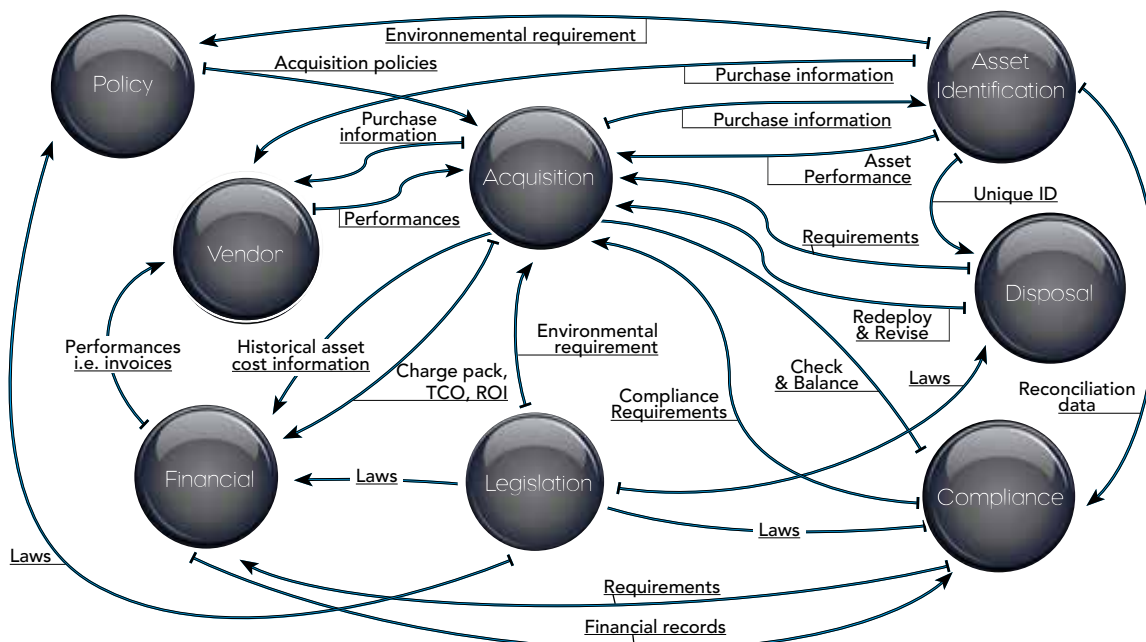 Environnemental requirement
Policy
Acquisition policies
Purchase information
Asset
Identification
Purchase
information
Purchase information
Acquisition
Asset
Performance
Unique ID
Performances
Vendor
Requirements
Disposal
Redeploy
& Revise
Performances
i.e. invoices
Historical asset
cost information
Environmental
requirement
Charge pack,
TCO, ROI
Check
& Balance
Laws
Compliance
Requirements
Reconciliation
data
Financial
Laws
Legislation
Compliance
Laws
Laws
Requirements
Financial records